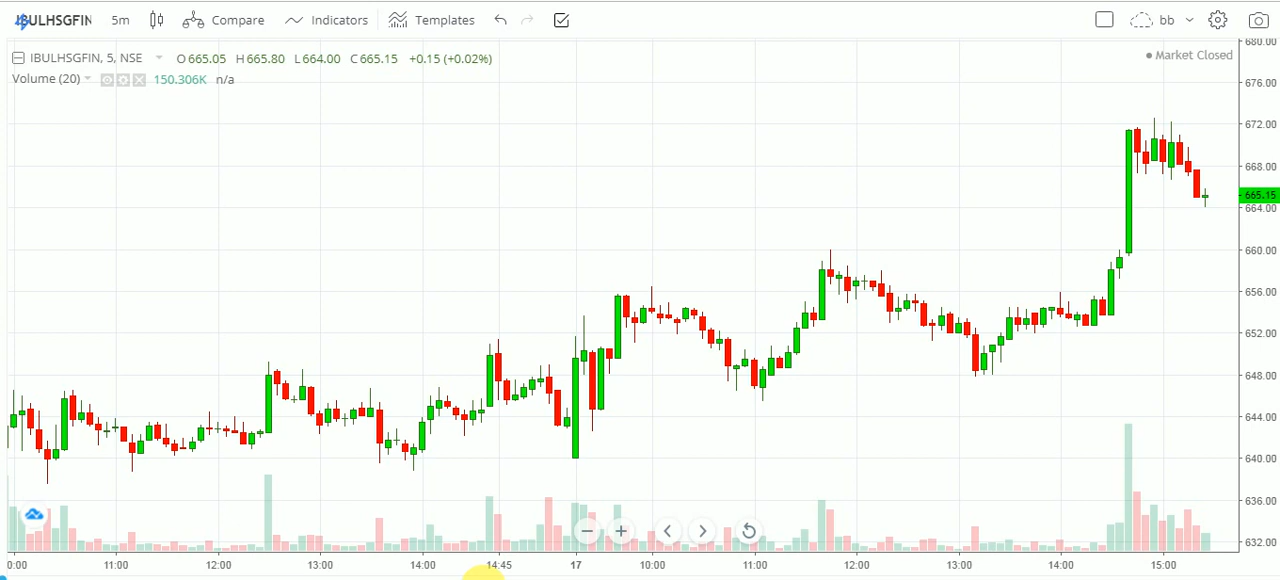 IBULHSGFIN 5m Compare Indicators Templates bb
IBULHSGFIN, 5, NSE O 665.05 H 665.80 L 664.00 C 665.15 +0.15 (+0.02%)
Market Closed
Volume (20) 150.306K n/a
680.00
676.00
672.00
668.00
665.15
664.00
660.00
656.00
652.00
648.00
644.00
640.00
636.00
632.00
0:00 11:00 12:00 13:00 14:00 14:45 17 10:00 11:00 12:00 13:00 14:00 15:00